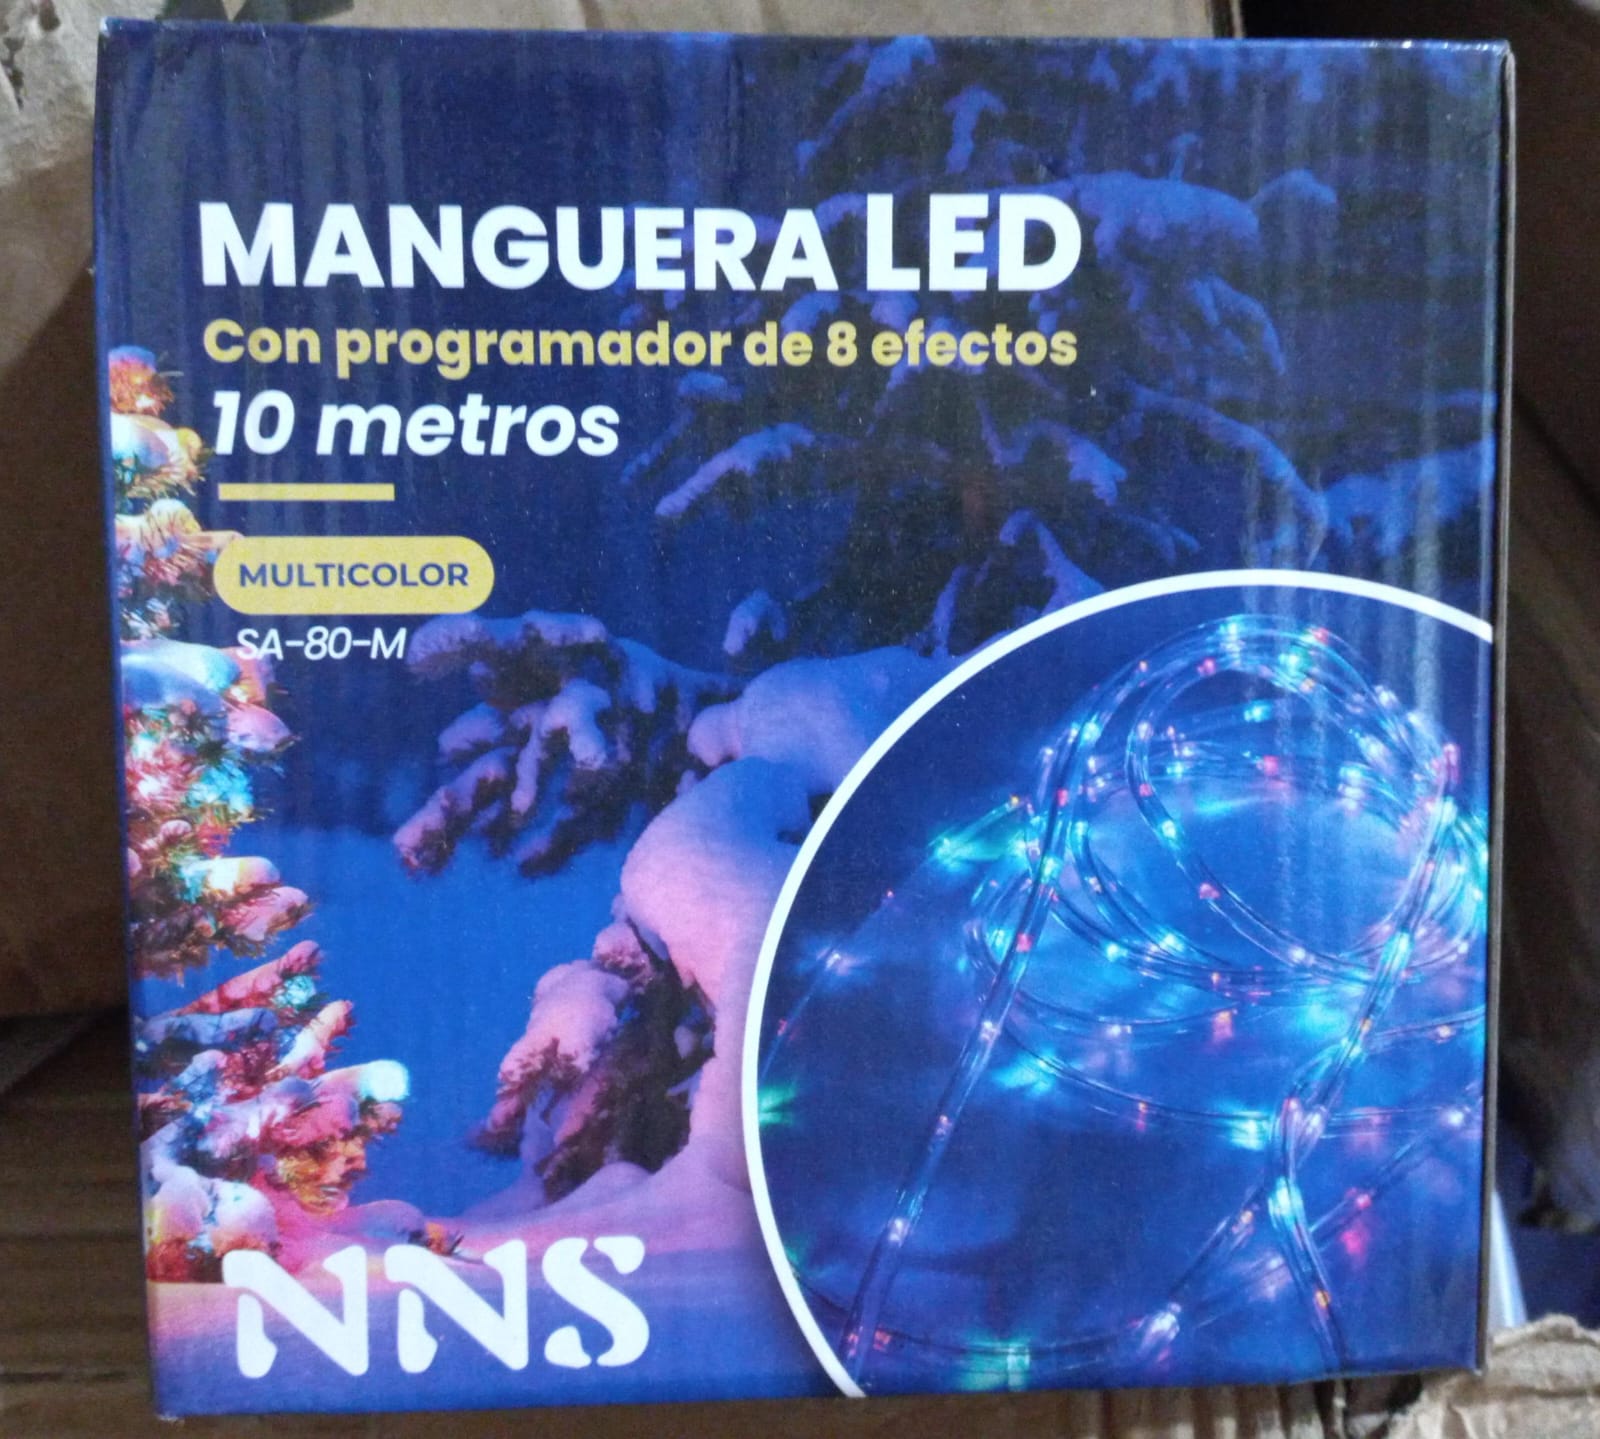 MANGUERA LED
Con programador de 8 efectos
10 metros
MULTICOLOR
SA-80-M
NNS